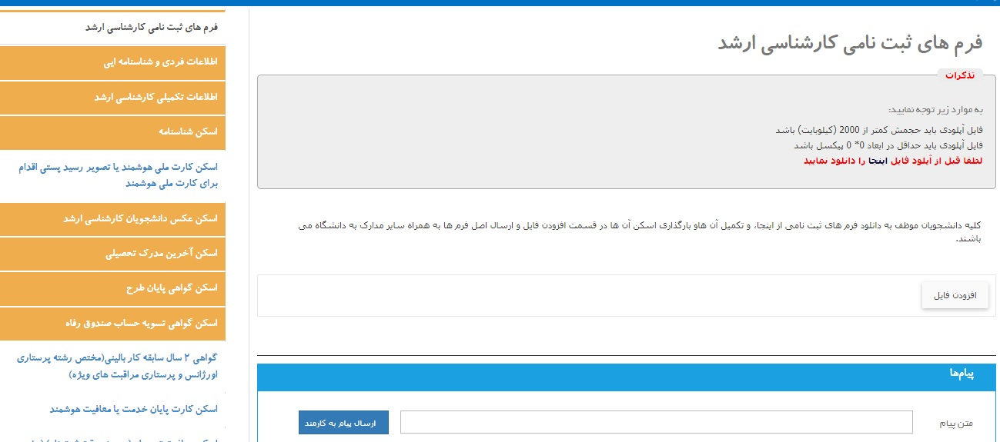 فرم های ثبت نامی کارشناسی ارشد
تذکرات
به موارد زیر توجه نمایید:
فایل آپلودی باید حجمش کمتر از 2000 (کیلوبایت) باشد
فایل آپلودی باید حداقل در ابعاد 0* 0 پیکسل باشد
لطفا قبل از آپلود فایل اینجا را دانلود نمایید
کلیه دانشجویان موظف به دانلود فرم های ثبت نامی از اینجا، و تکمیل آن هاو بارگذاری اسکن آن ها در قسمت افزودن فایل و ارسال اصل فرم ها به همراه سایر مدارک به دانشگاه می
باشند.
افزودن فایل
پیام‌ها
متن پیام
ارسال پیام به کارمند
فرم های ثبت نامی کارشناسی ارشد
اطلاعات فردی و شناسنامه ایی
اطلاعات تکمیلی کارشناسی ارشد
اسکن شناسنامه
اسکن کارت ملی هوشمند یا تصویر رسید پستی اقدام
برای کارت ملی هوشمند
اسکن عکس دانشجویان کارشناسی ارشد
اسکن آخرین مدرک تحصیلی
اسکن گواهی پایان طرح
اسکن گواهی تسویه حساب صندوق رفاه
گواهی ۲ سال سابقه کار بالینی(مختص رشته پرستاری
اورژانس و پرستاری مراقبت های ویژه)
اسکن کارت پایان خدمت یا معافیت هوشمند